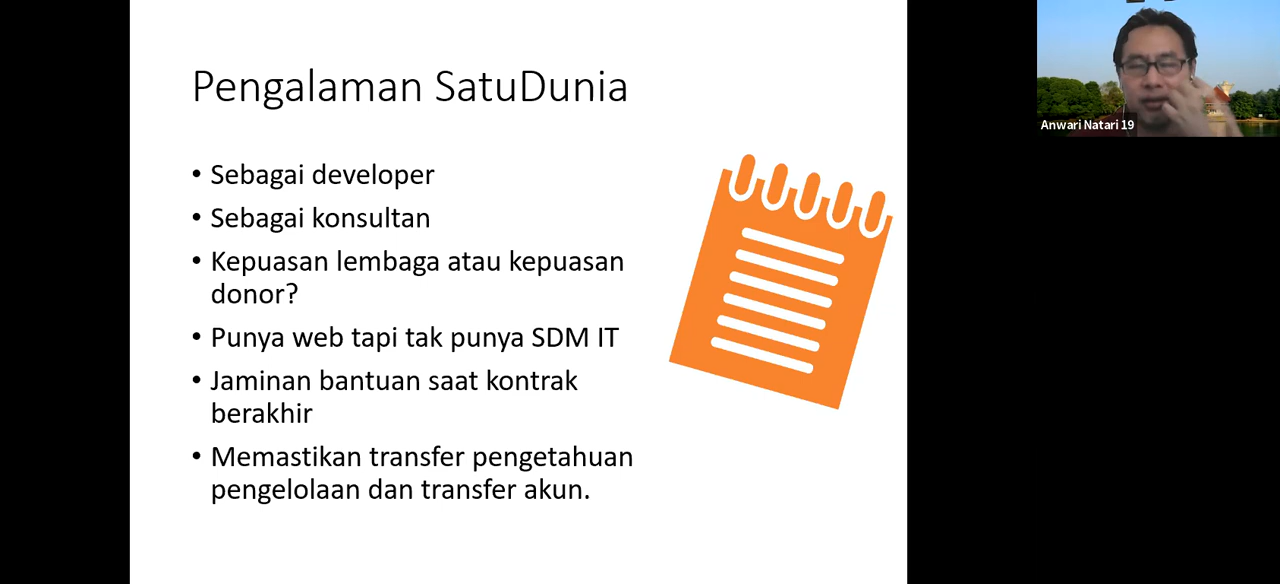 Pengalaman SatuDunia
• Sebagai developer
• Sebagai konsultan
• Kepuasan lembaga atau kepuasan
donor?
• Punya web tapi tak punya SDM IT
• Jaminan bantuan saat kontrak
berakhir
• Memastikan transfer pengetahuan
pengelolaan dan transfer akun.
Anwari Natari 19